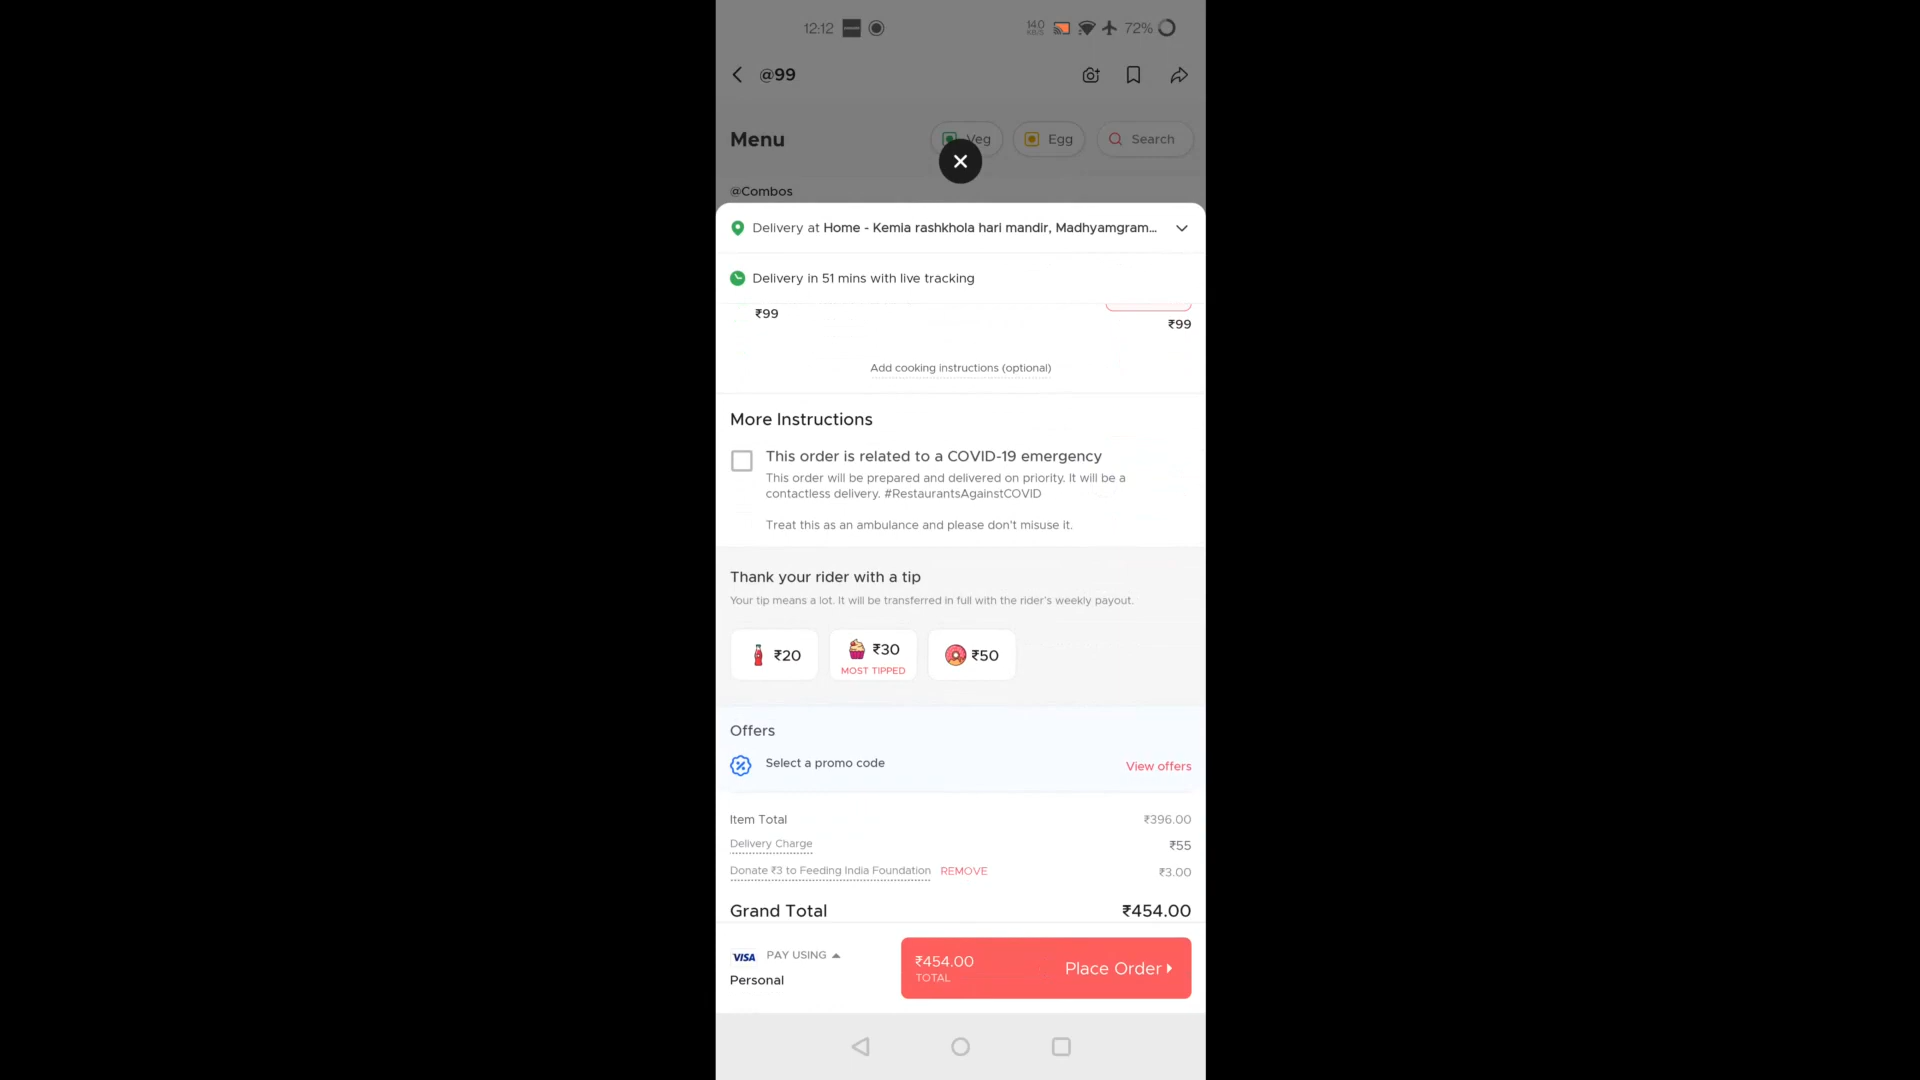 12:12
14.0
KB/S
72%
@99
Menu
Veg
Egg
Search
@Combos
Delivery at Home - Kemia rashkhola hari mandir, Madhyamgram...
Delivery in 51 mins with live tracking
₹99
₹99
Add cooking instructions (optional)
More Instructions
This order is related to a COVID-19 emergency
This order will be prepared and delivered on priority. It will be a
contactless delivery. #RestaurantsAgainstCOVID
Treat this as an ambulance and please don't misuse it.
Thank your rider with a tip
Your tip means a lot. It will be transferred in full with the rider's weekly payout.
₹20
₹30
MOST TIPPED
₹50
Offers
Select a promo code
View offers
Item Total
₹396.00
Delivery Charge
₹55
Donate ₹3 to Feeding India Foundation REMOVE
₹3.00
Grand Total
₹454.00
VISA PAY USING
Personal
₹454.00
TOTAL
Place Order